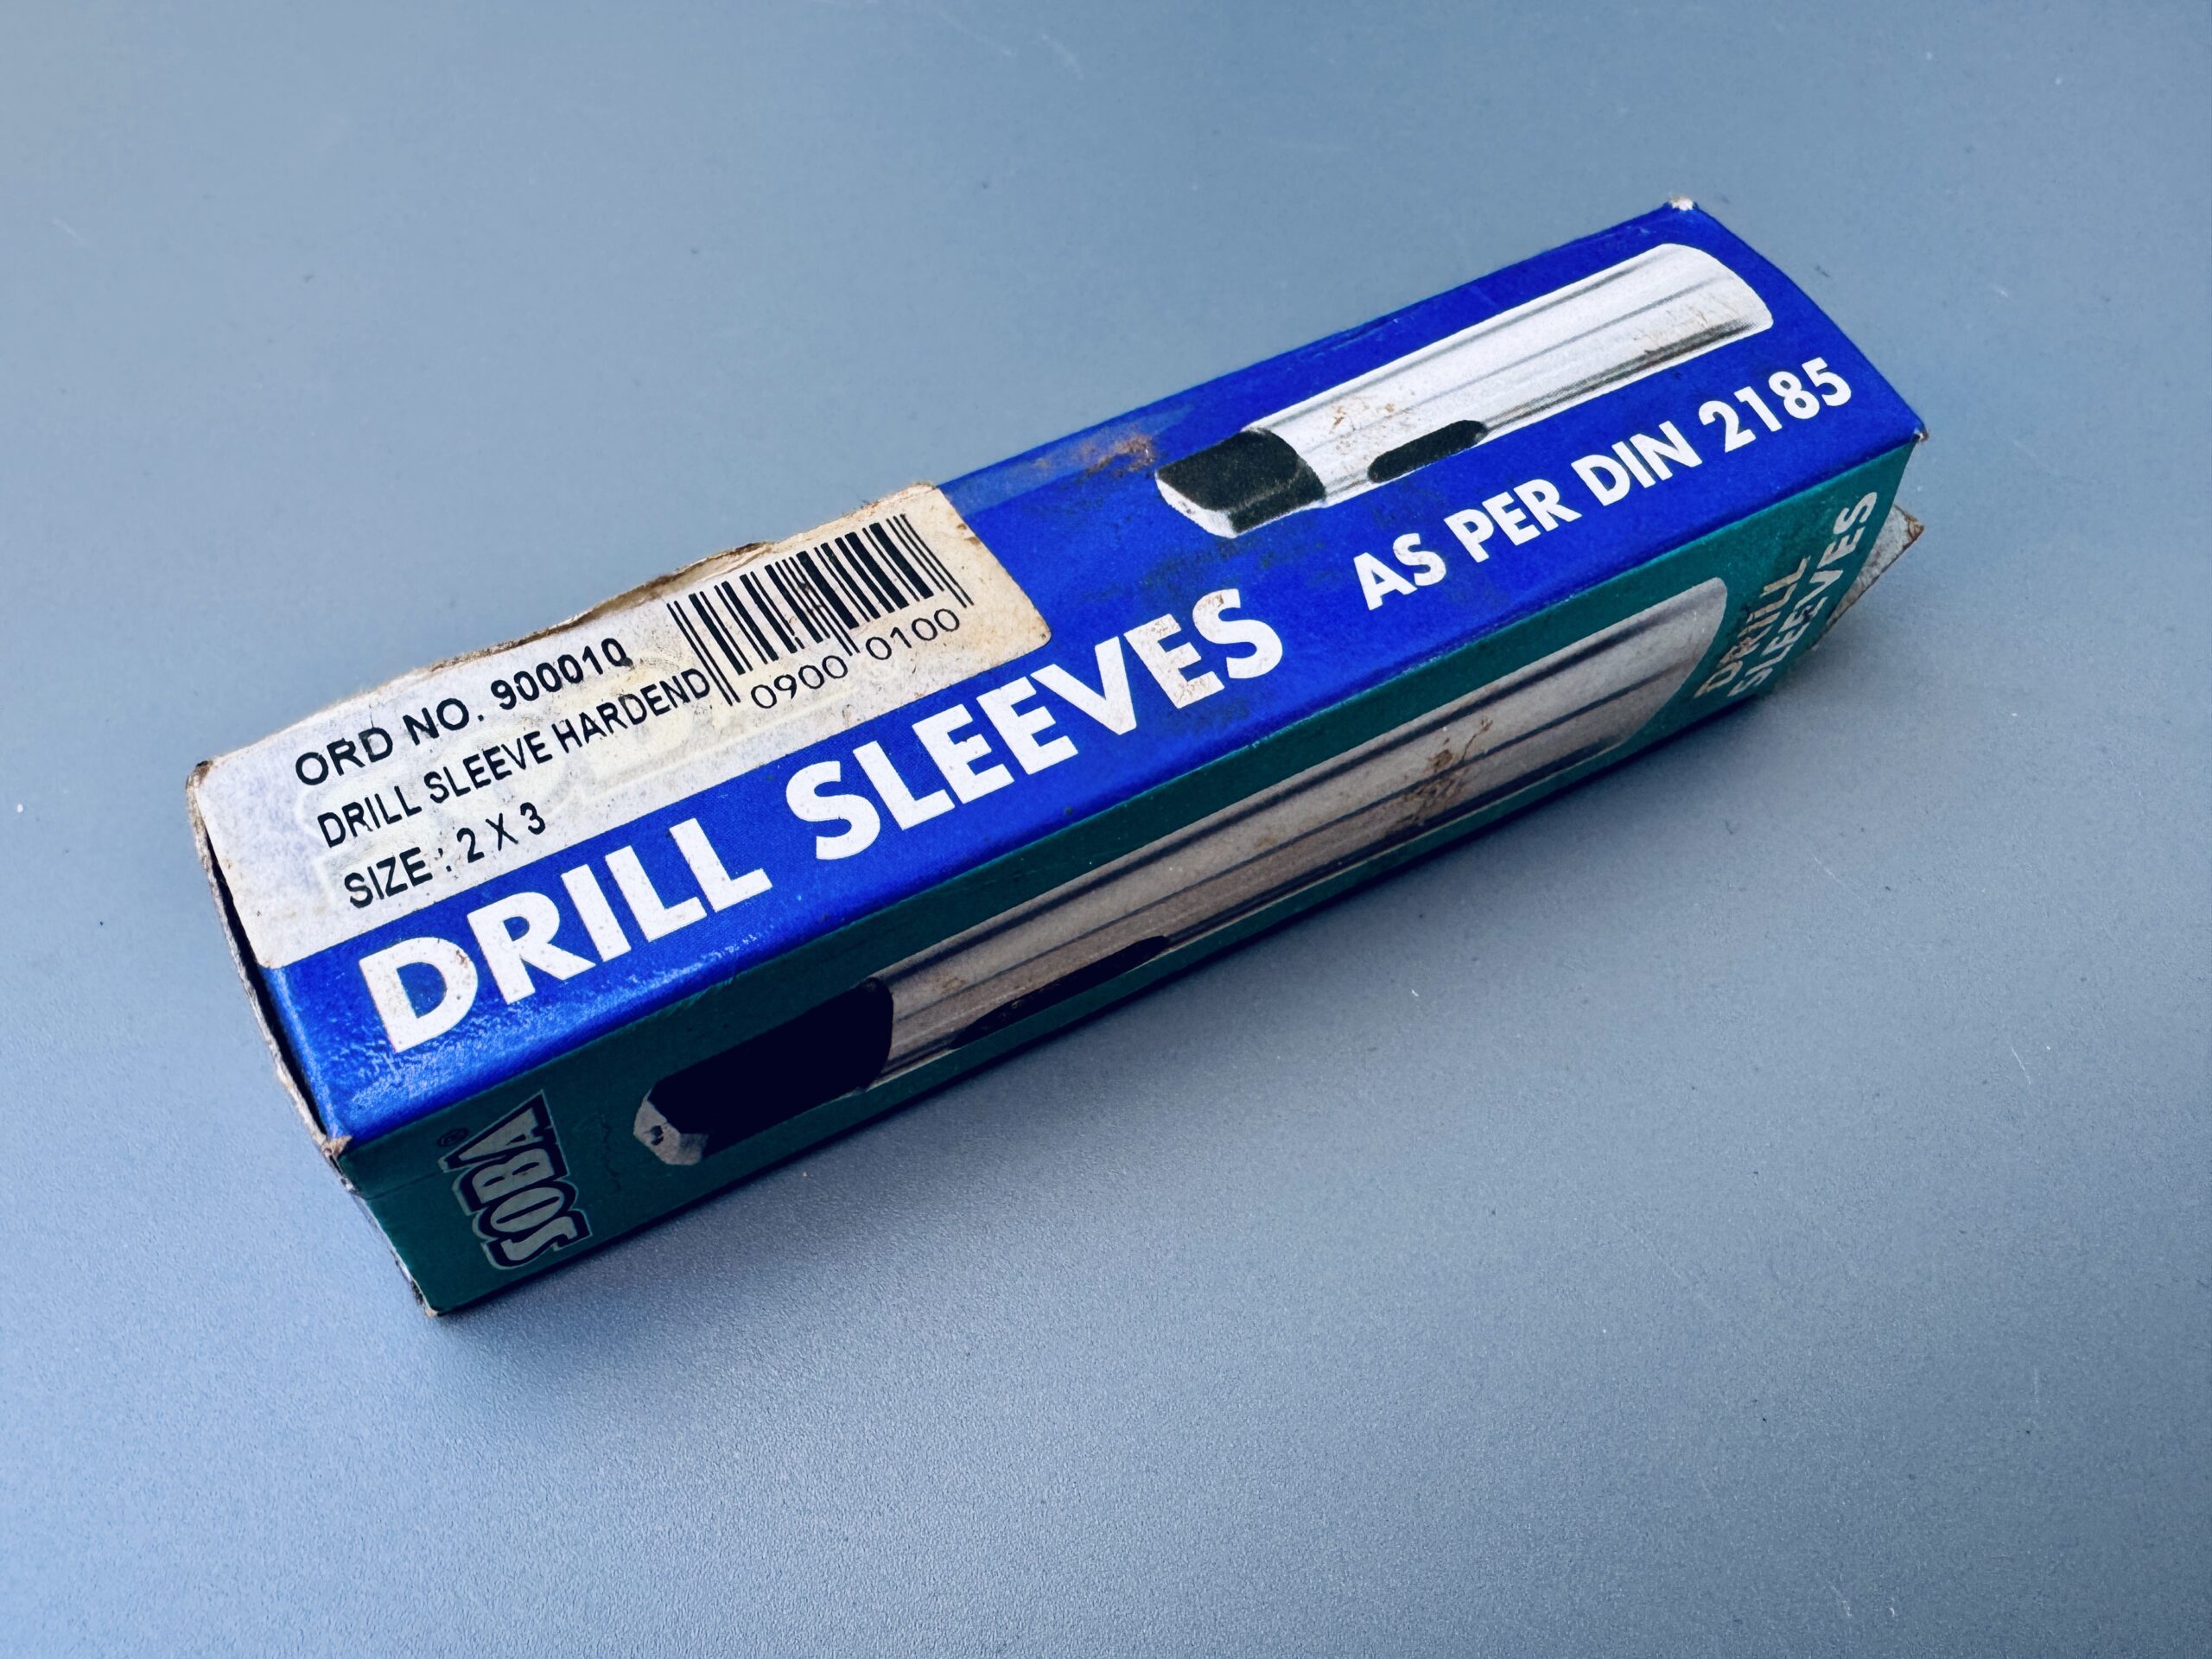 ORD NO. 900010
DRILL SLEEVE HARDEND
SIZE : 2 X 3
0900 0100
DRILL SLEEVES
AS PER DIN 2185
SOBA®
DRILL
SLEEVES